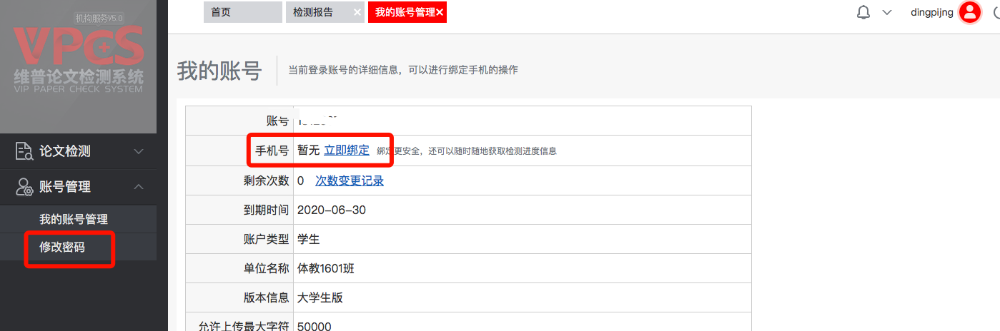 首页
检测报告
我的账号管理
dingpijng
机构服务V5.0
VPCS
维普论文检测系统
VIP PAPER CHECK SYSTEM
论文检测
账号管理
我的账号管理
修改密码
我的账号
当前登录账号的详细信息，可以进行绑定手机的操作
账号
手机号 暂无 立即绑定 绑定更安全，还可以随时随地获取检测进度信息
剩余次数 0 次数变更记录
到期时间 2020-06-30
账户类型 学生
单位名称 体教1601班
版本信息 大学生版
允许上传最大字符 50000